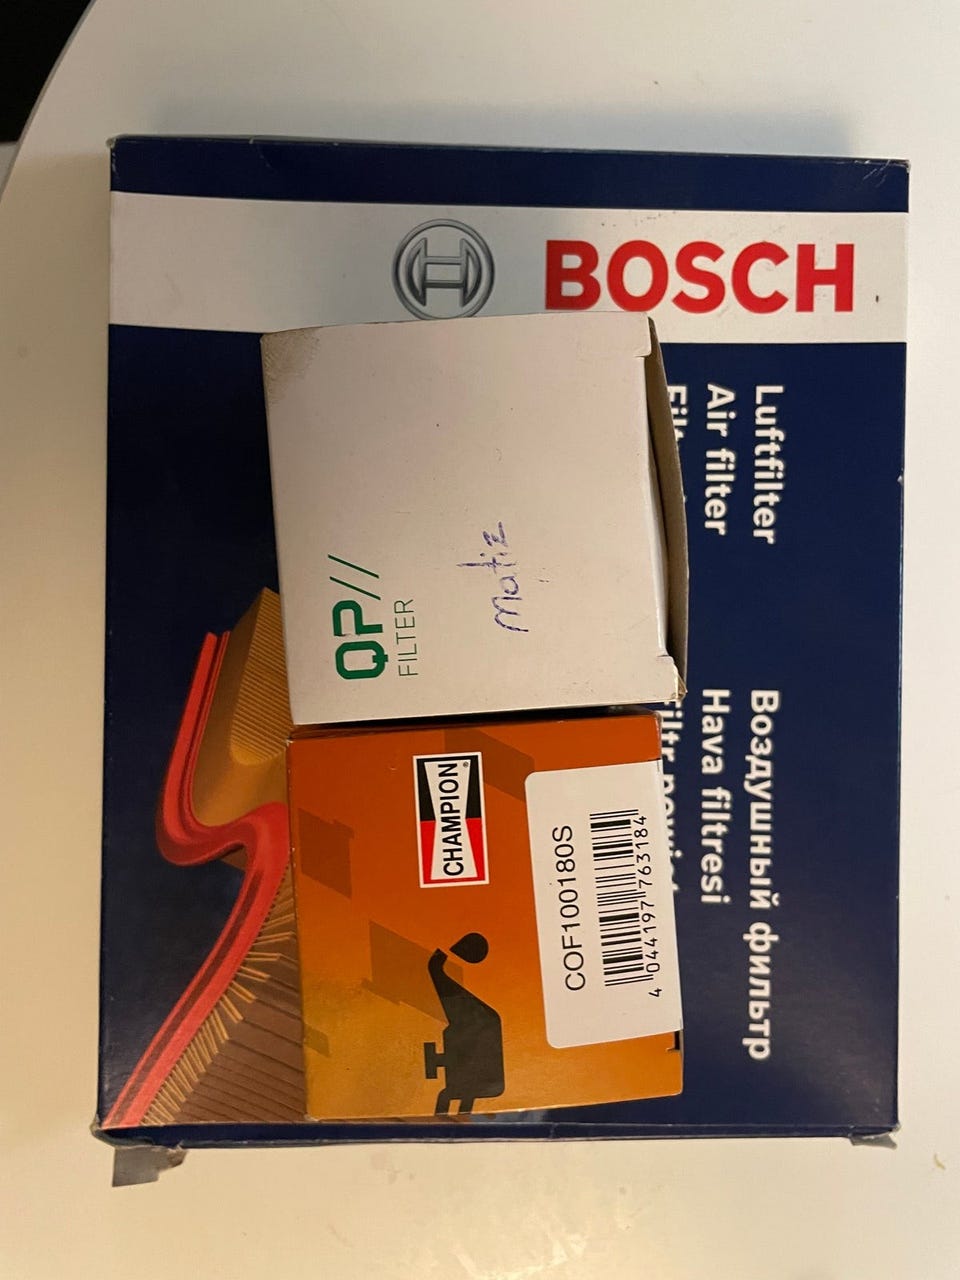 BOSCH
Luftfilter
Air filter
Воздушный фильтр
Hava filtresi
QP//
FILTER
Matiz
CHAMPION
COF100180S
4 044197 763184